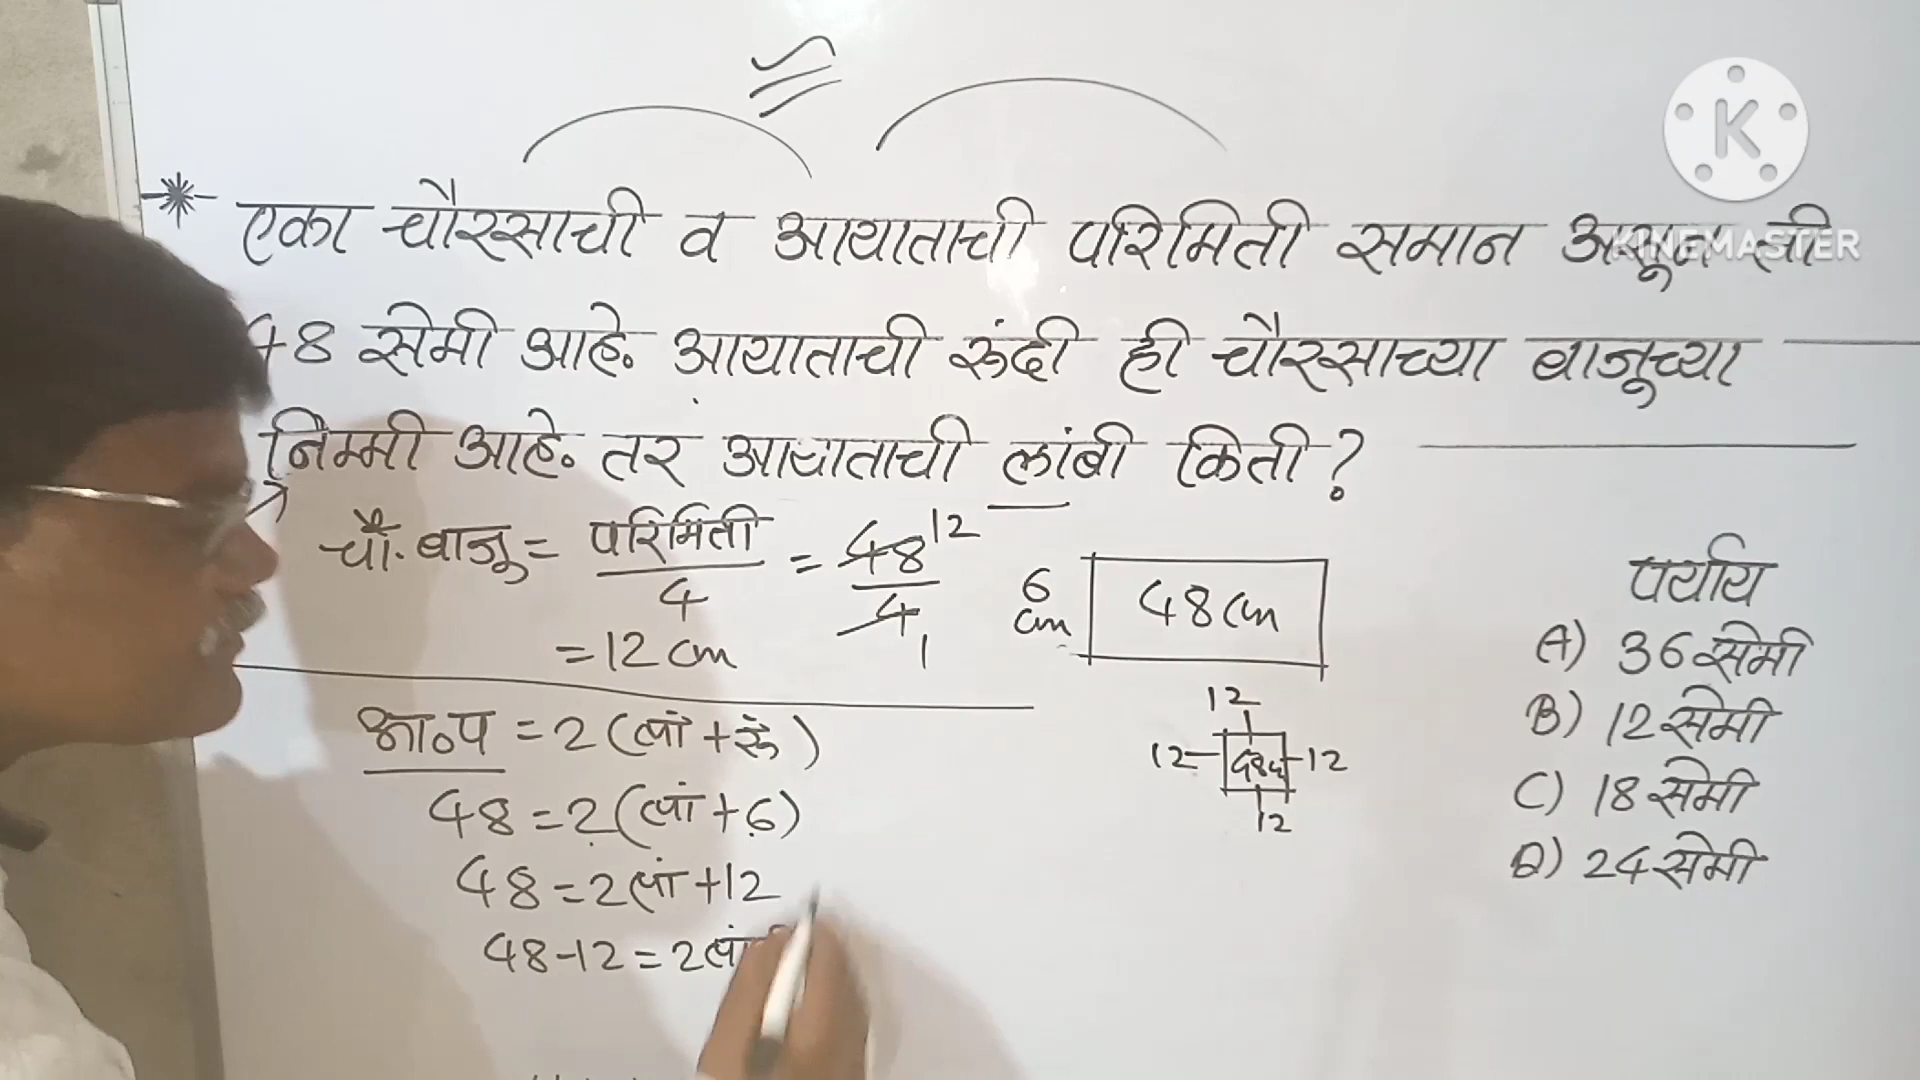 एका चौरसाची व आयाताची परिमिती समान असून ती
48 सेमी आहे. आयाताची रूंदी ही चौरसाच्या बाजूच्या
निम्मी आहे. तर आयाताची लांबी किती?
चौ. बाजू = परिमिती/4 = 48/4 12 1
= 12 cm
6 cm
48 cm
आ.प = 2 (लां + रूं)
48 = 2 (लां + 6)
48 = 2 लां + 12
48 - 12 = 2 लां
12
12 12
12
पर्याय
A) 36 सेमी
B) 12 सेमी
C) 18 सेमी
D) 24 सेमी
K
KINEMASTER